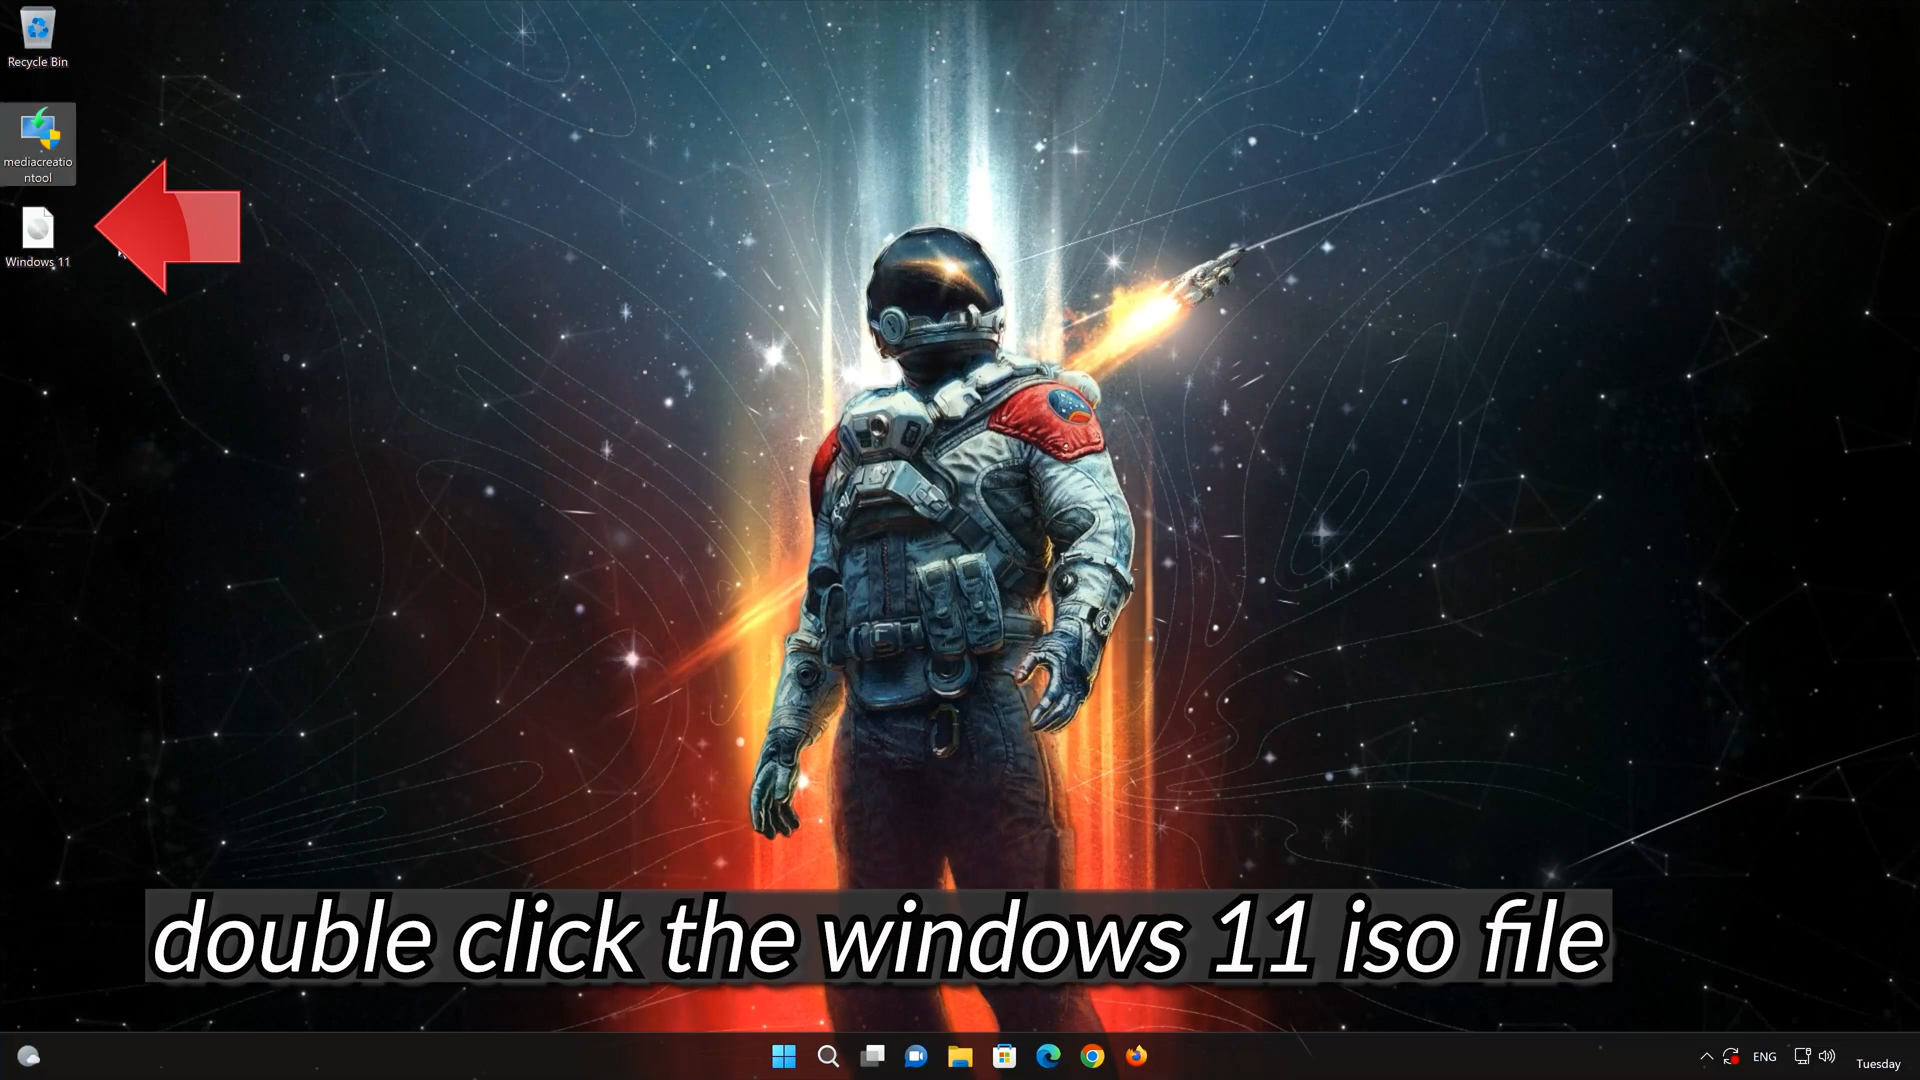 Recycle Bin
mediacreatio
ntool
Windows 11
double click the windows 11 iso file
ENG
Tuesday